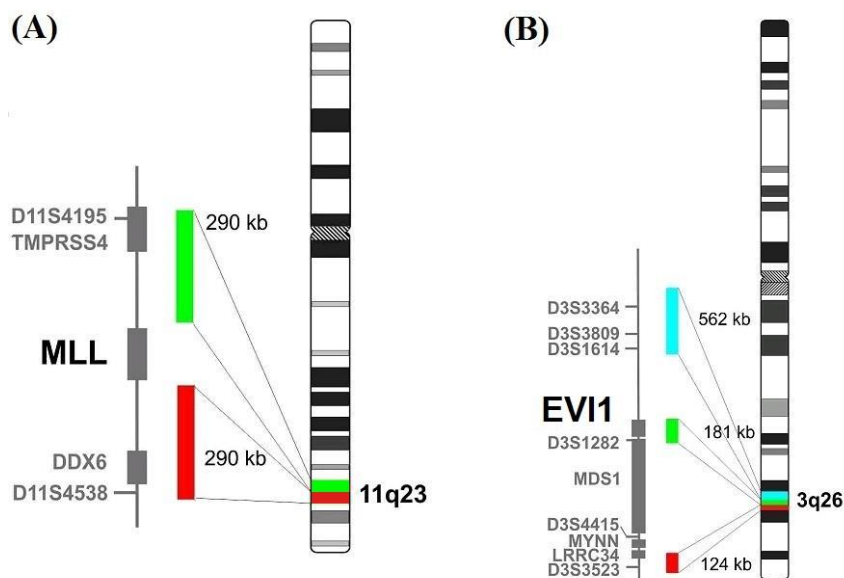 (A)
D11S4195
TMPRSS4
MLL
DDX6
D11S4538
290 kb
290 kb
11q23
(B)
D3S3364
D3S3809
D3S1614
EVI1
D3S1282
MDS1
D3S4415
MYNN
LRRC34
D3S3523
562 kb
181 kb
124 kb
3q26